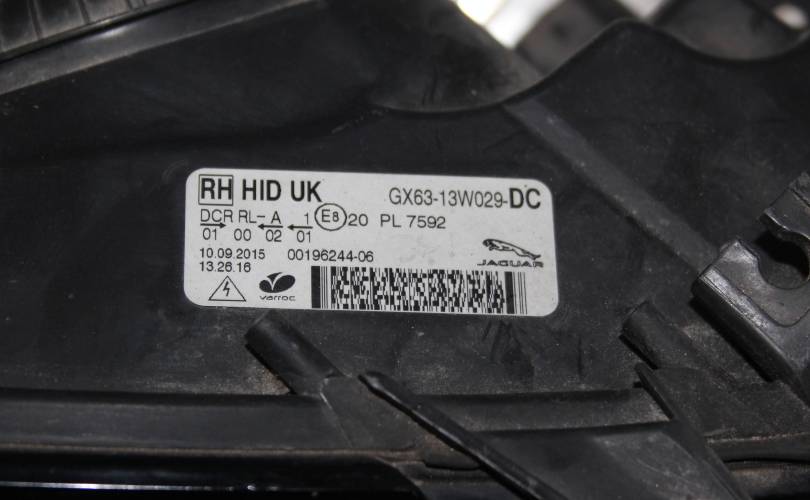 RH HID UK GX63-13W029-DC
DCR RL- A 1 E8 20 PL 7592
01 00 02 01
10.09.2015 00196244-06
13.26.16
JAGUAR
varroc